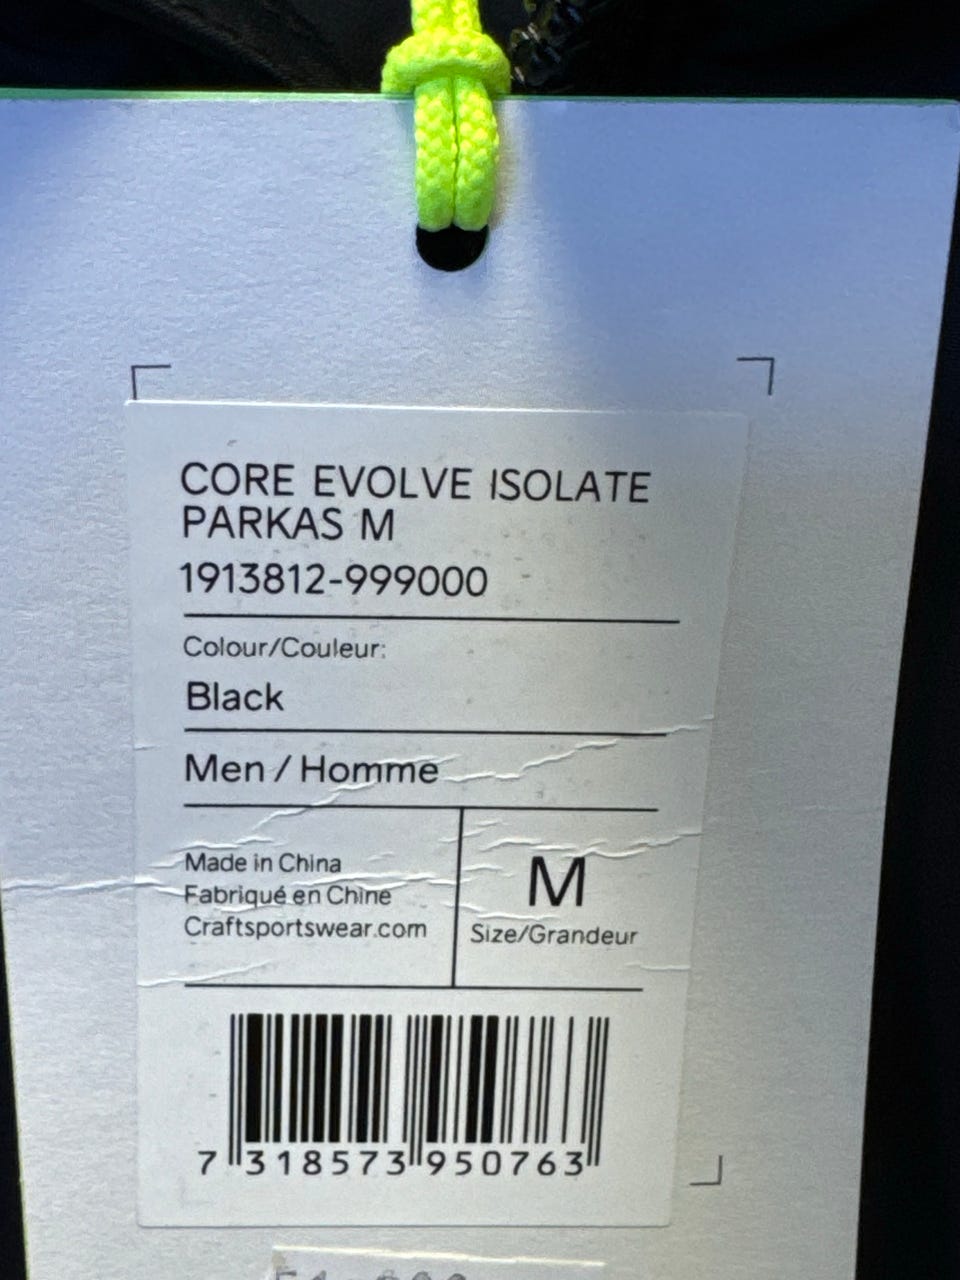 CORE EVOLVE ISOLATE
PARKAS M
1913812-999000
Colour/Couleur:
Black
Men / Homme
Made in China
Fabriqué en Chine
Craftsportswear.com
M
Size/Grandeur
7 318573 950763